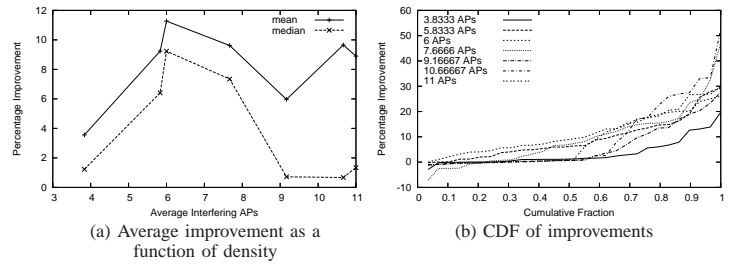 Percentage Improvement
12
10
8
6
4
2
0
3 4 5 6 7 8 9 10 11
Average Interfering APs
mean
median
(a) Average improvement as a
function of density
Percentage Improvement
60
50
40
30
20
10
0
-10
0 0.1 0.2 0.3 0.4 0.5 0.6 0.7 0.8 0.9 1
Cumulative Fraction
3.8333 APs
5.8333 APs
6 APs
7.6666 APs
9.16667 APs
10.66667 APs
11 APs
(b) CDF of improvements